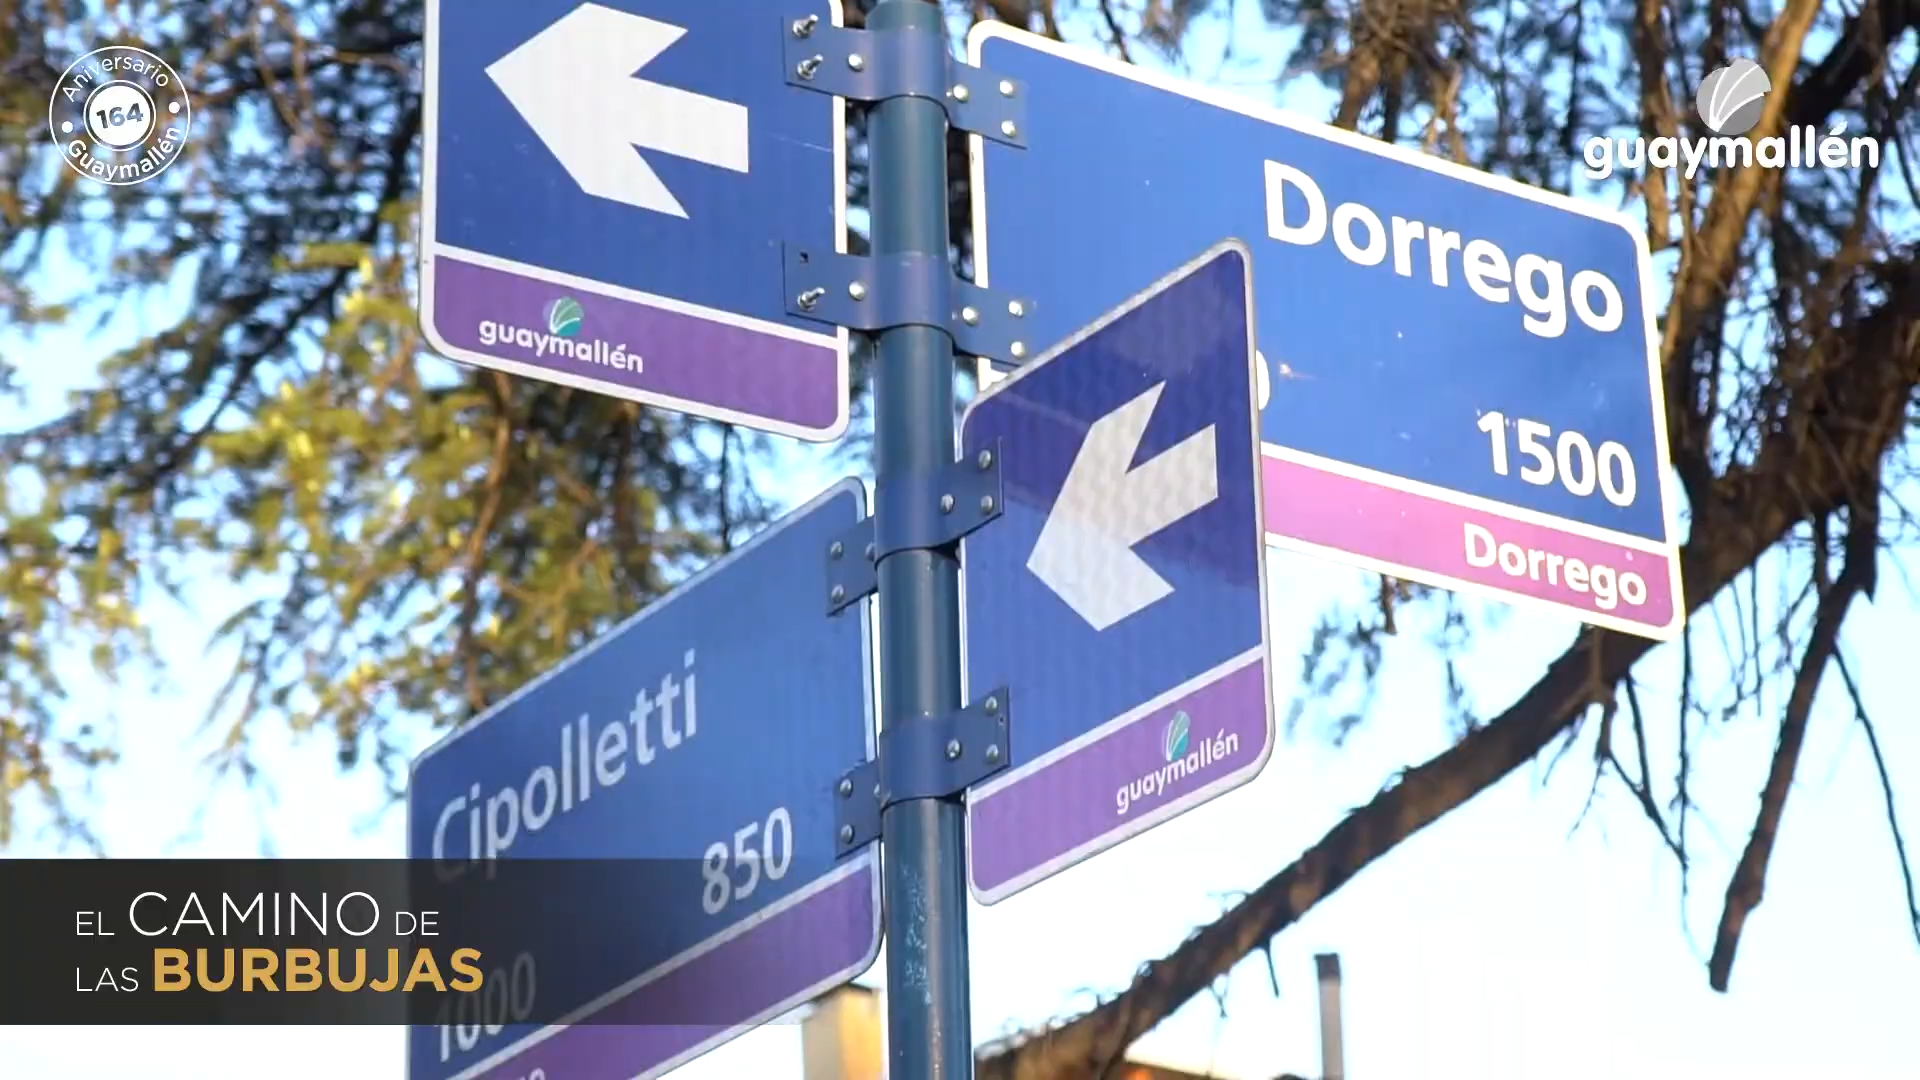 Aniversario
164
Guaymallén
guaymallén
guaymallén
Dorrego
1500
Dorrego
guaymallén
Cipolletti
850
1000
EL CAMINO DE
LAS BURBUJAS